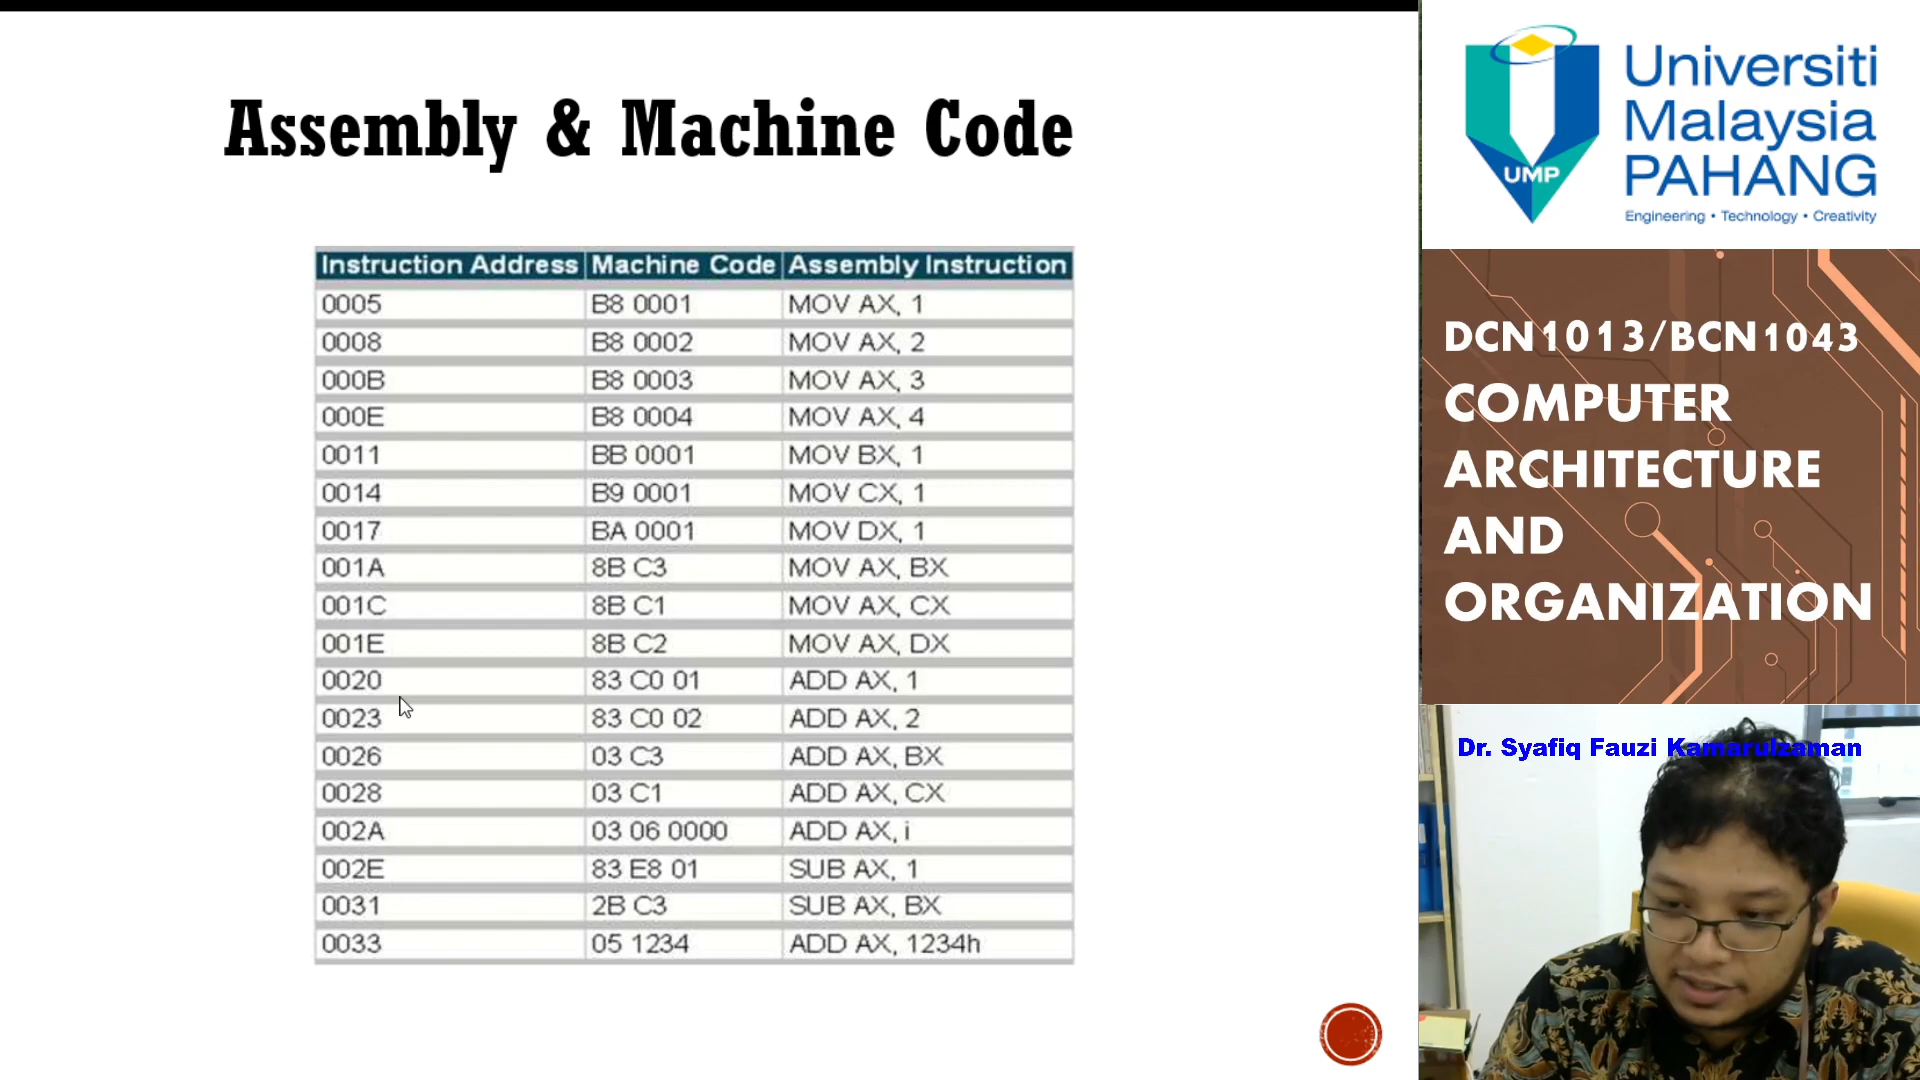 Assembly & Machine Code
Instruction Address Machine Code Assembly Instruction
0005 B8 0001 MOV AX, 1
0008 B8 0002 MOV AX, 2
000B B8 0003 MOV AX, 3
000E B8 0004 MOV AX, 4
0011 BB 0001 MOV BX, 1
0014 B9 0001 MOV CX, 1
0017 BA 0001 MOV DX, 1
001A 8B C3 MOV AX, BX
001C 8B C1 MOV AX, CX
001E 8B C2 MOV AX, DX
0020 83 C0 01 ADD AX, 1
0023 83 C0 02 ADD AX, 2
0026 03 C3 ADD AX, BX
0028 03 C1 ADD AX, CX
002A 03 06 0000 ADD AX, i
002E 83 E8 01 SUB AX, 1
0031 2B C3 SUB AX, BX
0033 05 1234 ADD AX, 1234h
UMP
Universiti
Malaysia
PAHANG
Engineering • Technology • Creativity
DCN1013/BCN1043
COMPUTER
ARCHITECTURE
AND
ORGANIZATION
Dr. Syafiq Fauzi Kamarulzaman